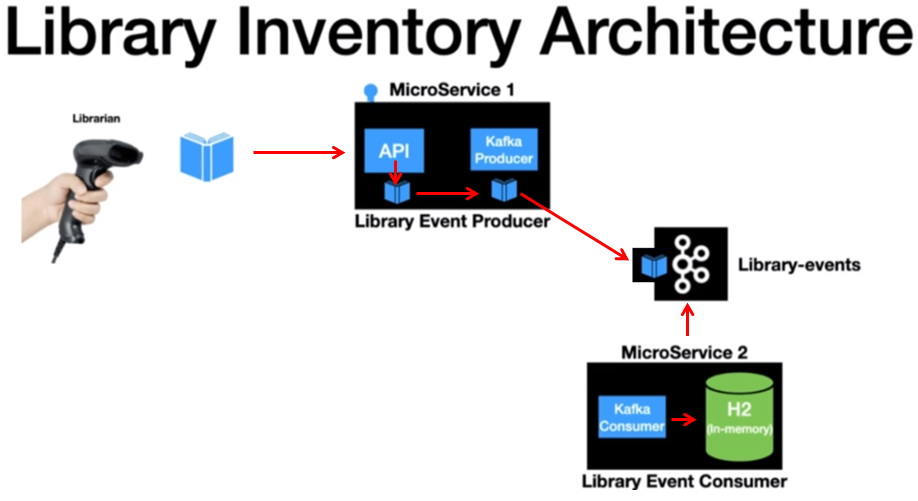 Library Inventory Architecture
Librarian
MicroService 1
API
Kafka
Producer
Library Event Producer
Library-events
MicroService 2
Kafka
Consumer
H2
(In-memory)
Library Event Consumer